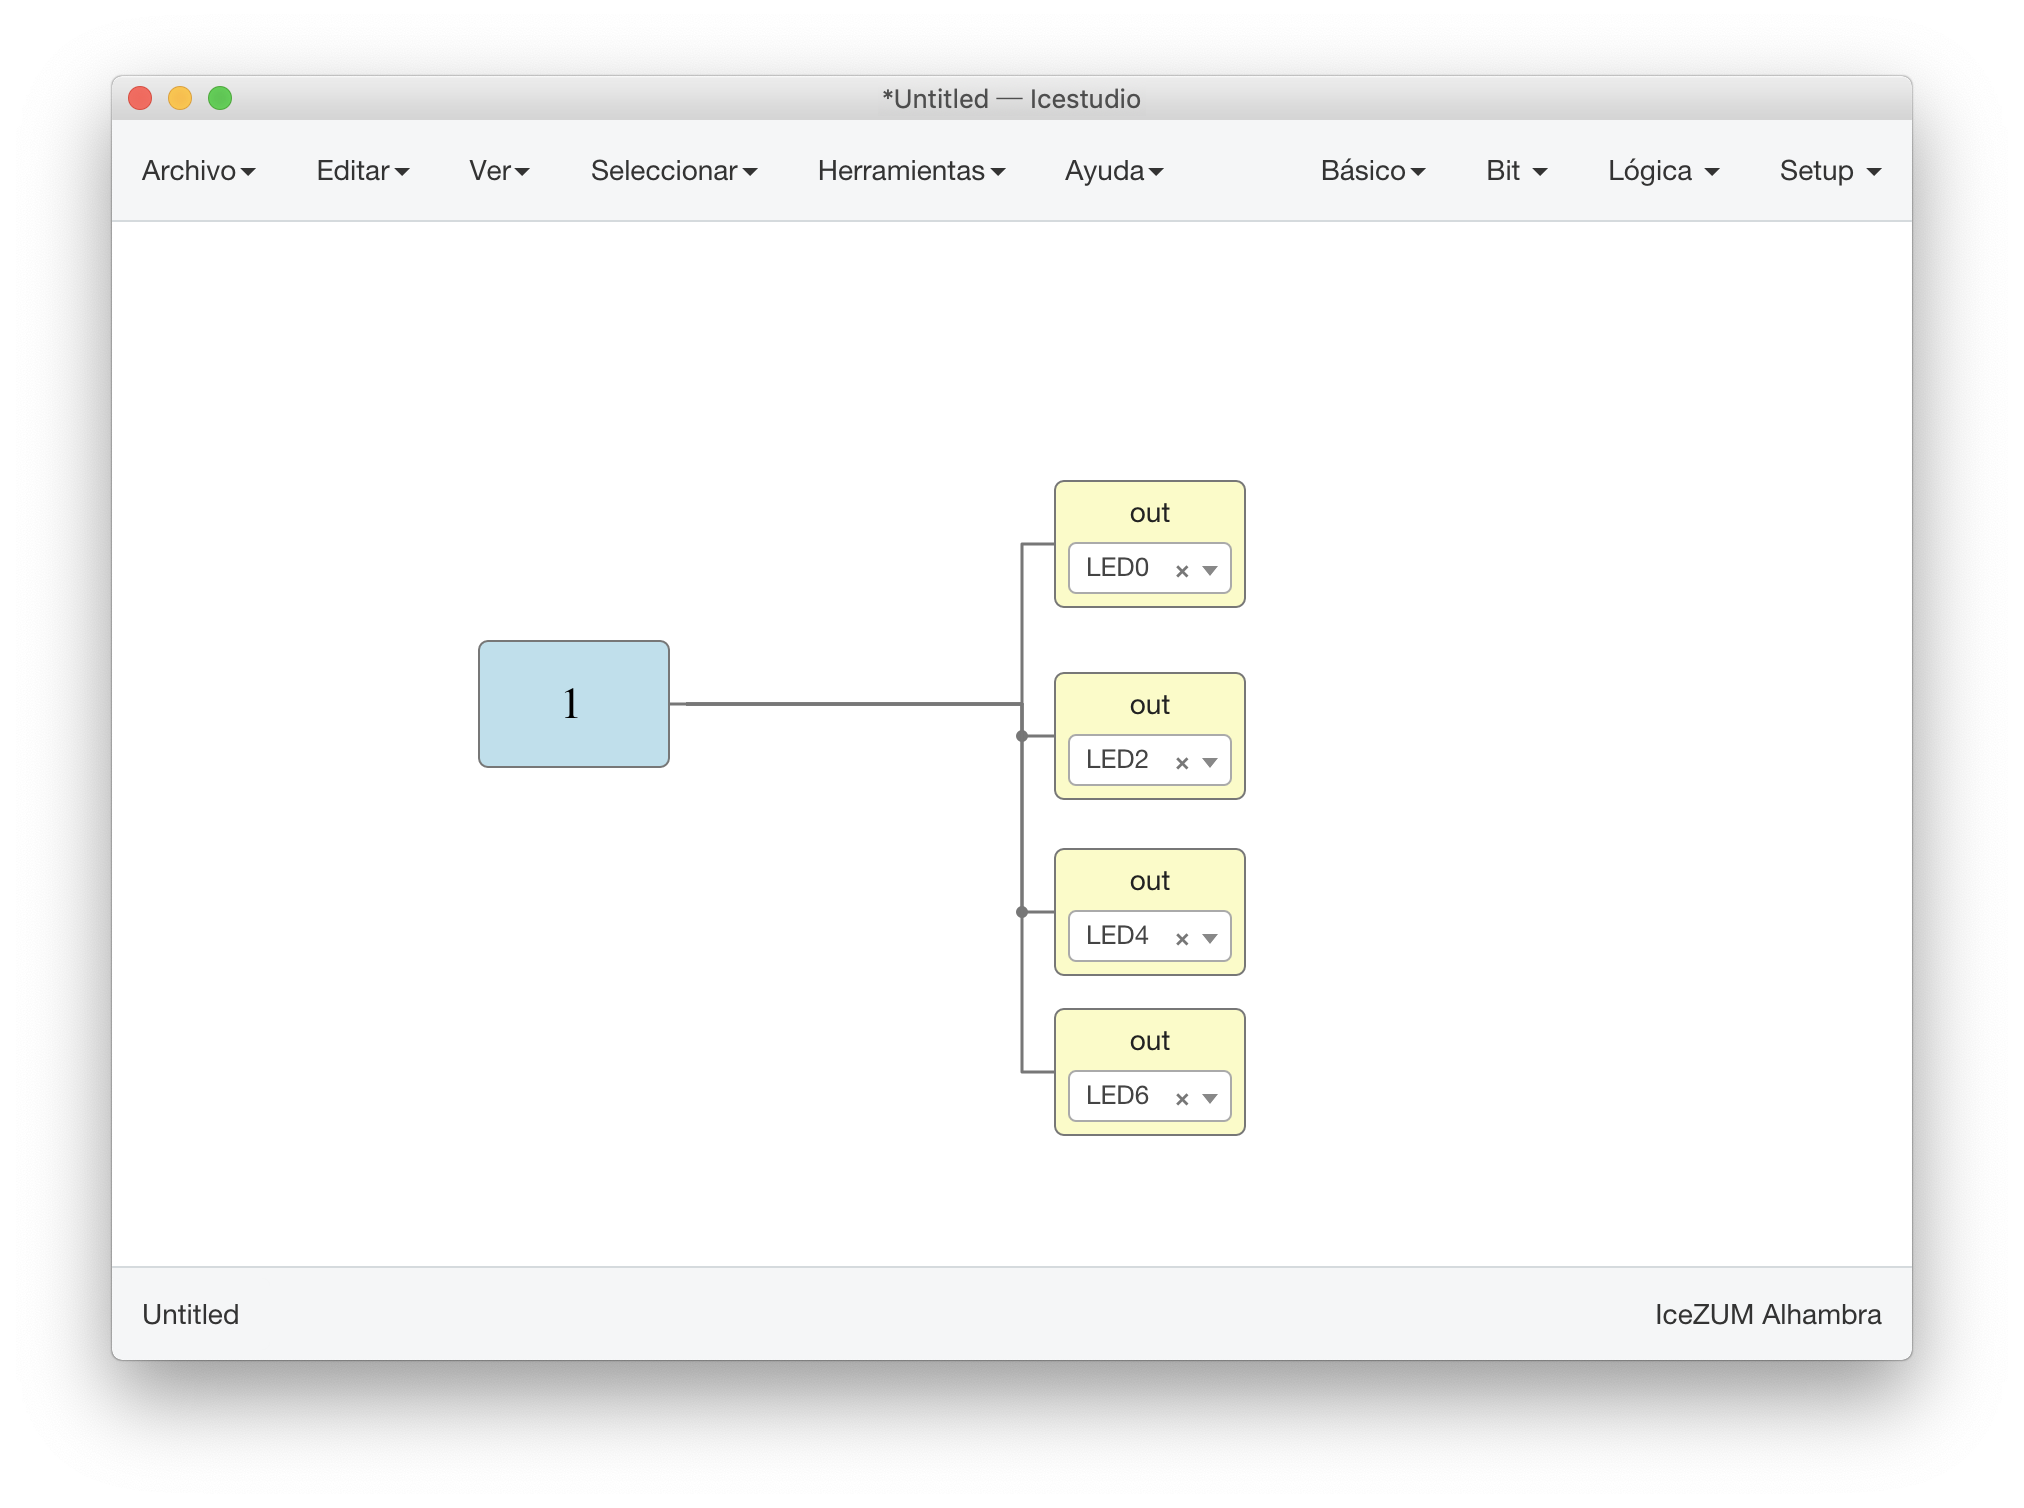 *Untitled — Icestudio
Archivo Editar Ver Seleccionar Herramientas Ayuda Básico Bit Lógica Setup
out
LED0 ×
1
out
LED2 ×
out
LED4 ×
out
LED6 ×
Untitled IceZUM Alhambra